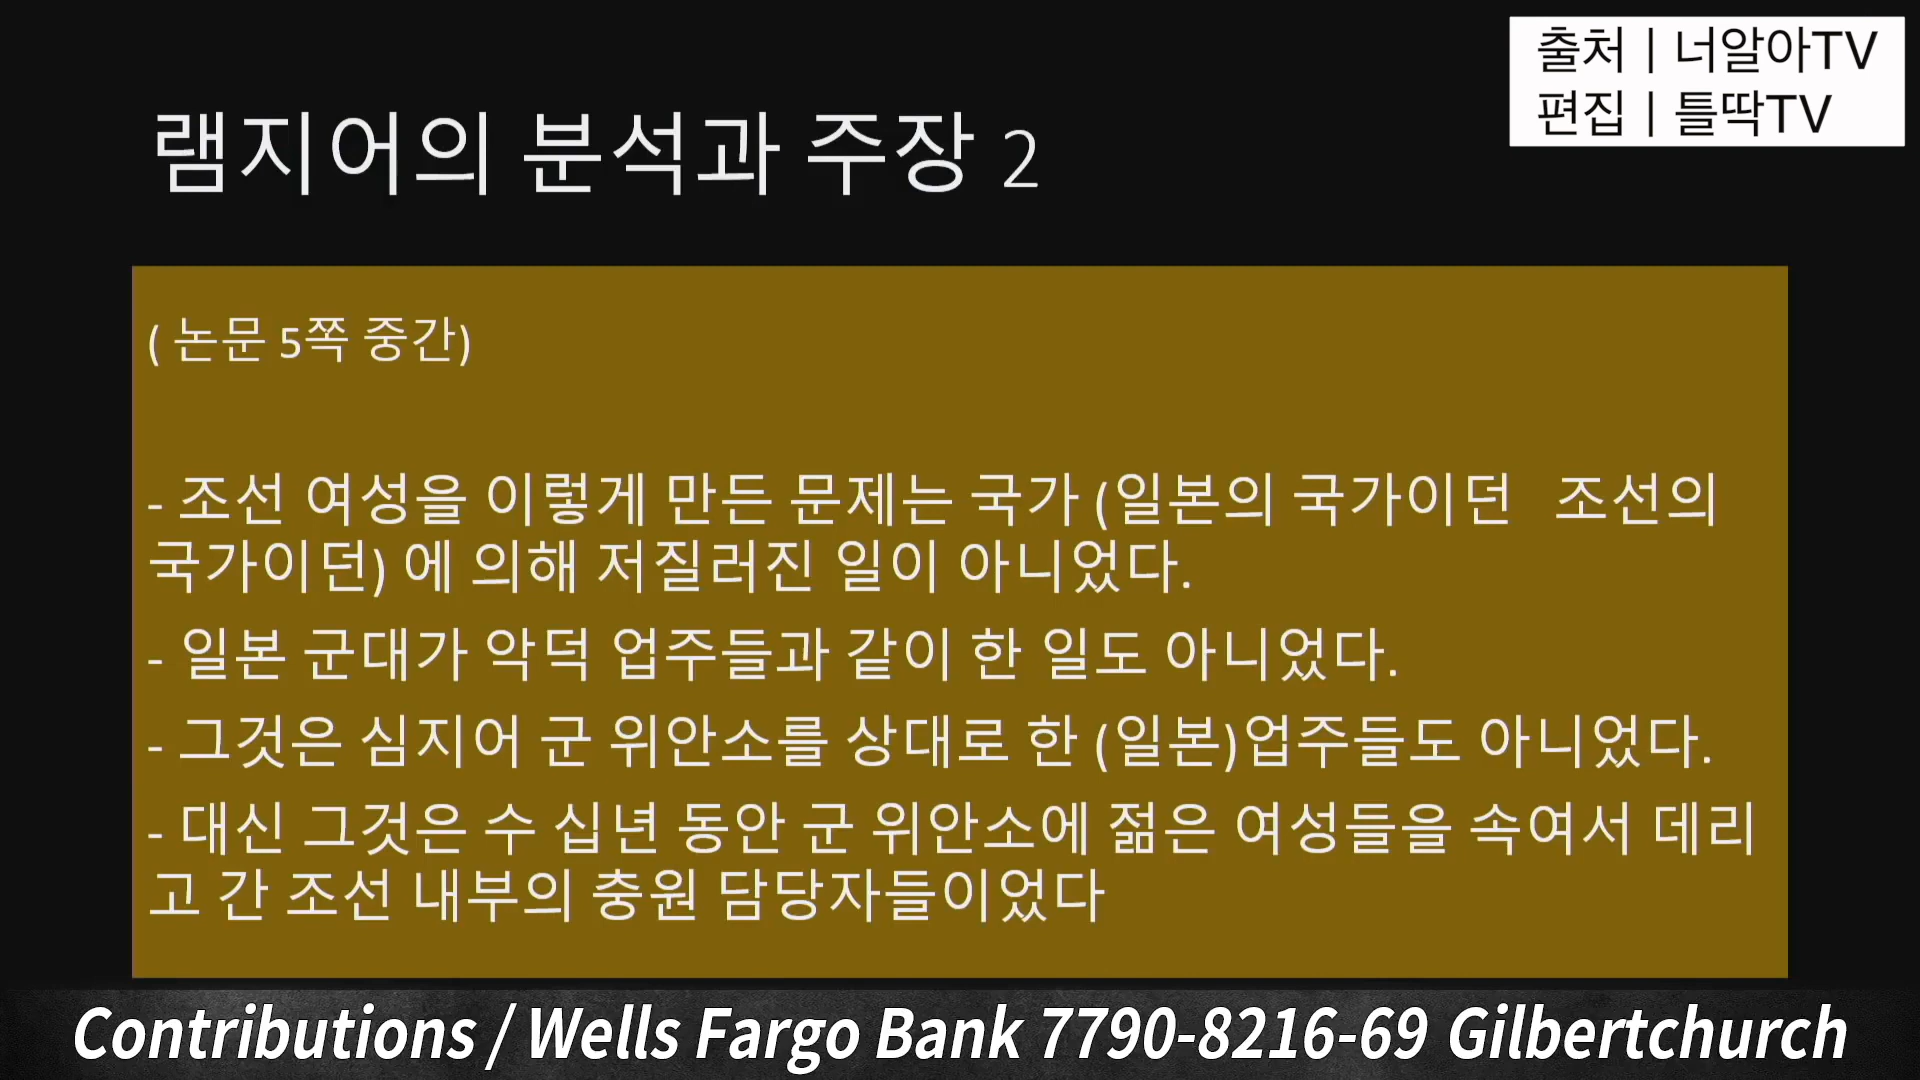 출처 | 너알아TV
편집 | 틀딱TV
램지어의 분석과 주장 2
( 논문 5쪽 중간)
- 조선 여성을 이렇게 만든 문제는 국가 (일본의 국가이던 조선의
국가이던) 에 의해 저질러진 일이 아니었다.
- 일본 군대가 악덕 업주들과 같이 한 일도 아니었다.
- 그것은 심지어 군 위안소를 상대로 한 (일본)업주들도 아니었다.
- 대신 그것은 수 십년 동안 군 위안소에 젊은 여성들을 속여서 데리
고 간 조선 내부의 충원 담당자들이었다
Contributions / Wells Fargo Bank 7790-8216-69 Gilbertchurch